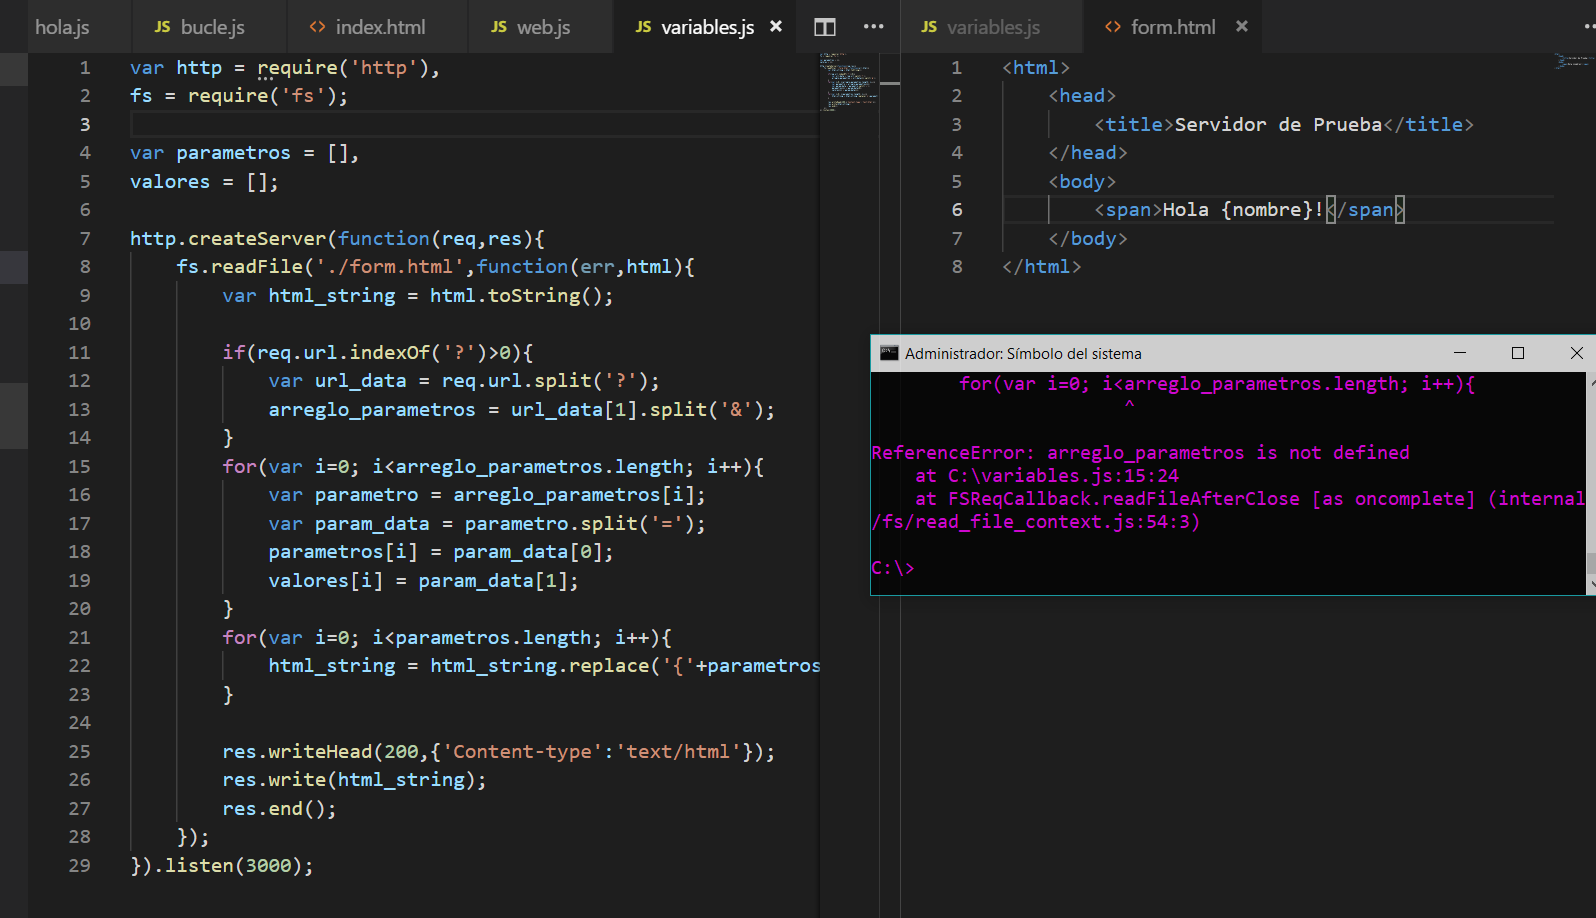 hola.js
JS bucle.js
<> index.html
JS web.js
JS variables.js ×
1 var http = require('http'),
2 fs = require('fs');
3
4 var parametros = [],
5 valores = [];
6
7 http.createServer(function(req,res){
8 fs.readFile('./form.html',function(err,html){
9 var html_string = html.toString();
10
11 if(req.url.indexOf('?')>0){
12 var url_data = req.url.split('?');
13 arreglo_parametros = url_data[1].split('&');
14 }
15 for(var i=0; i<arreglo_parametros.length; i++){
16 var parametro = arreglo_parametros[i];
17 var param_data = parametro.split('=');
18 parametros[i] = param_data[0];
19 valores[i] = param_data[1];
20 }
21 for(var i=0; i<parametros.length; i++){
22 html_string = html_string.replace('{'+parametros
23 }
24
25 res.writeHead(200,{'Content-type':'text/html'});
26 res.write(html_string);
27 res.end();
28 });
29 }).listen(3000);
JS variables.js
<> form.html ×
1 <html>
2 <head>
3 <title>Servidor de Prueba</title>
4 </head>
5 <body>
6 <span>Hola {nombre}!</span>
7 </body>
8 </html>
Administrador: Símbolo del sistema
for(var i=0; i<arreglo_parametros.length; i++){
^
ReferenceError: arreglo_parametros is not defined
at C:\variables.js:15:24
at FSReqCallback.readFileAfterClose [as oncomplete] (internal
/fs/read_file_context.js:54:3)
C:\>